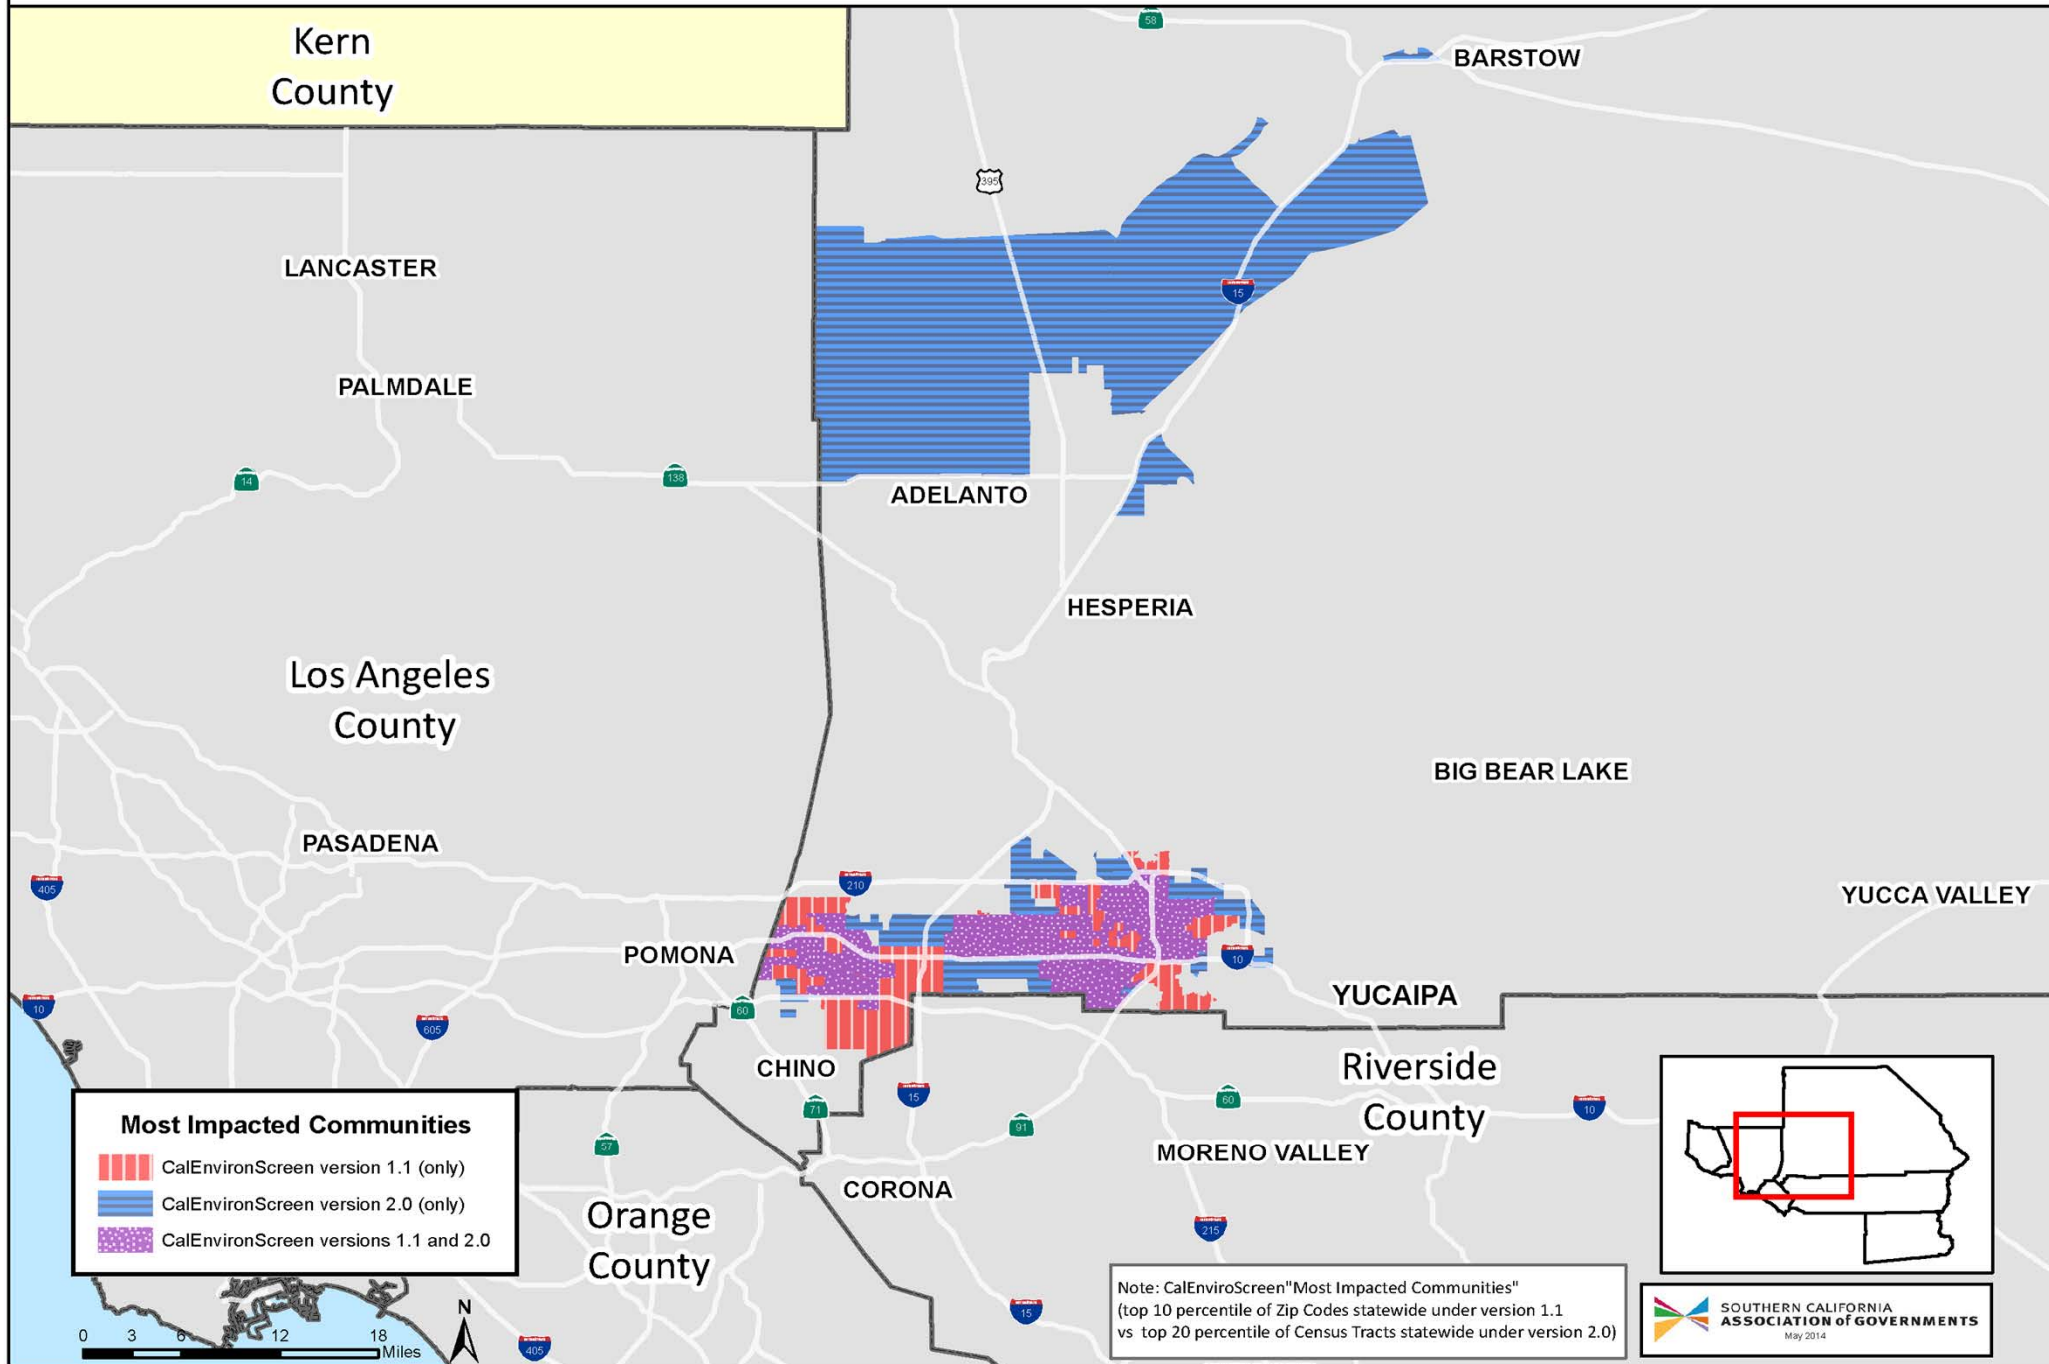 58
Kern
County
BARSTOW
395
LANCASTER
15
PALMDALE
14
138
ADELANTO
HESPERIA
Los Angeles
County
BIG BEAR LAKE
PASADENA
405
210
YUCCA VALLEY
POMONA
10
YUCAIPA
10
605
60
CHINO
Riverside
County
15
71
60
10
91
57
MORENO VALLEY
CORONA
Most Impacted Communities
CalEnvironScreen version 1.1 (only)
CalEnvironScreen version 2.0 (only)
CalEnvironScreen versions 1.1 and 2.0
Orange
County
215
15
405
N
0 3 6 12 18
Miles
Note: CalEnviroScreen"Most Impacted Communities"
(top 10 percentile of Zip Codes statewide under version 1.1
vs top 20 percentile of Census Tracts statewide under version 2.0)
SOUTHERN CALIFORNIA
ASSOCIATION of GOVERNMENTS
May 2014